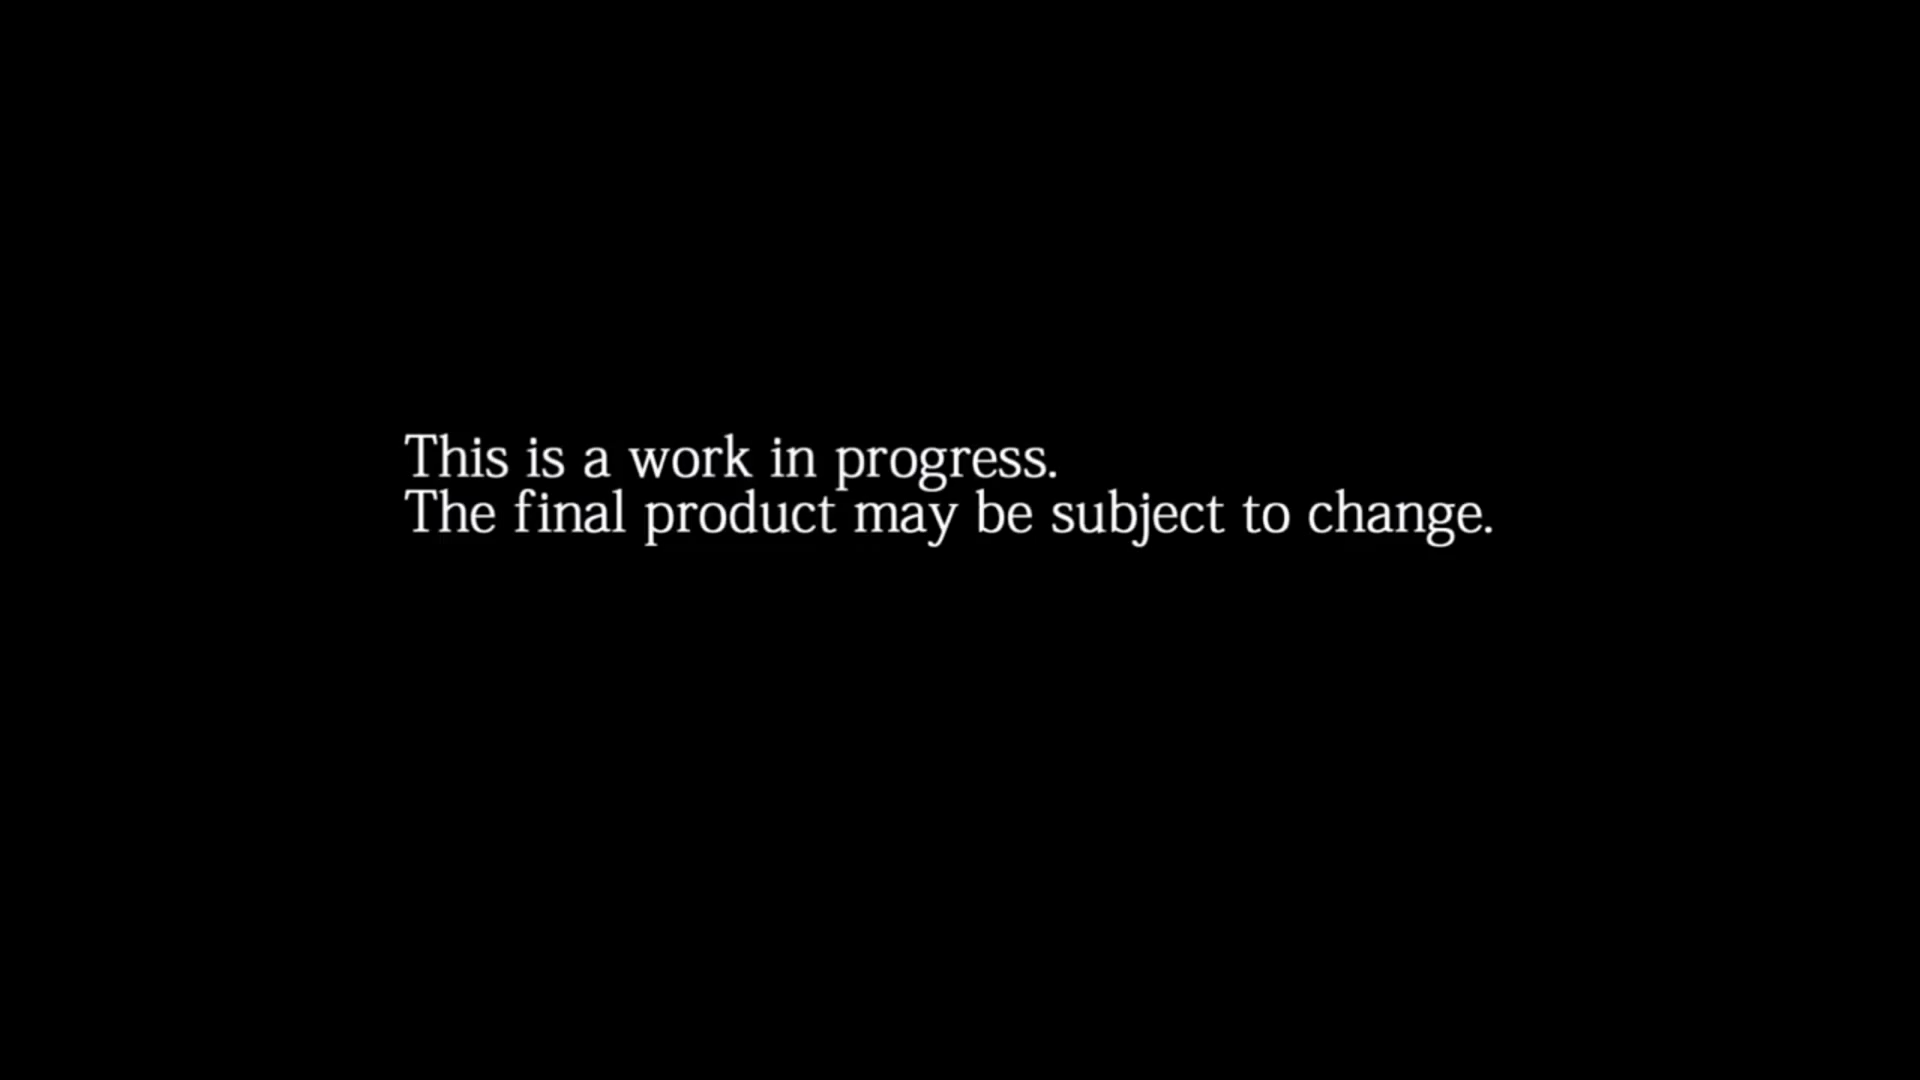 This is a work in progress.
The final product may be subject to change.